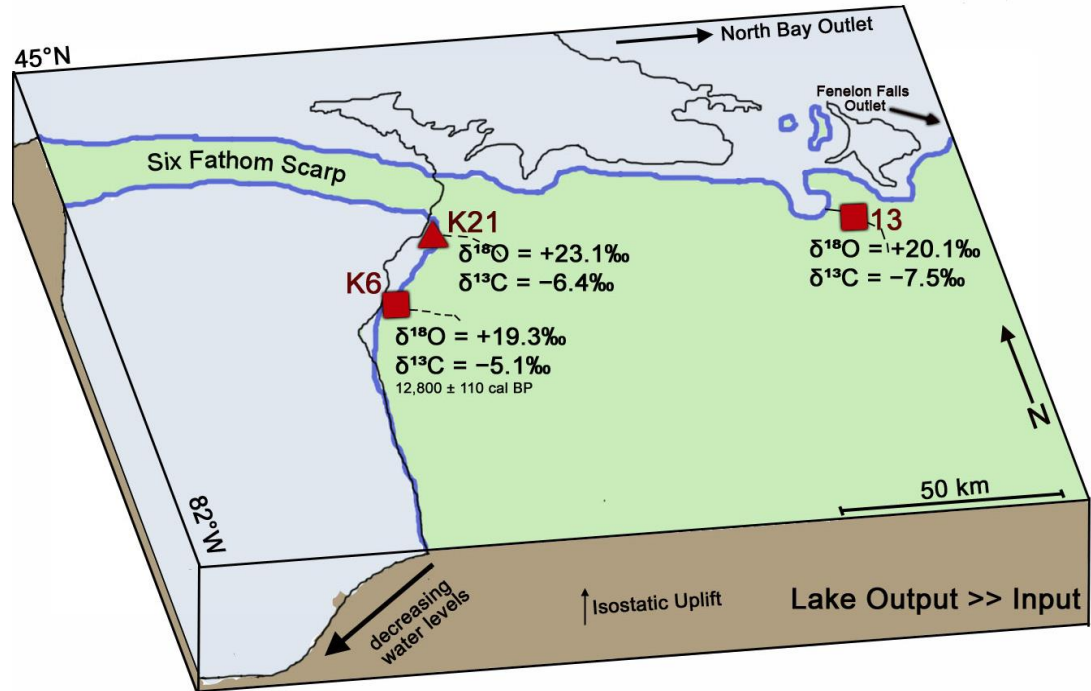 45°N
North Bay Outlet
Fenelon Falls
Outlet
Six Fathom Scarp
K21
δ¹⁸O = +23.1‰
δ¹³C = −6.4‰
13
δ¹⁸O = +20.1‰
δ¹³C = −7.5‰
K6
δ¹⁸O = +19.3‰
δ¹³C = −5.1‰
12,800 ± 110 cal BP
N
50 km
82°W
decreasing
water levels
Isostatic Uplift
Lake Output >> Input